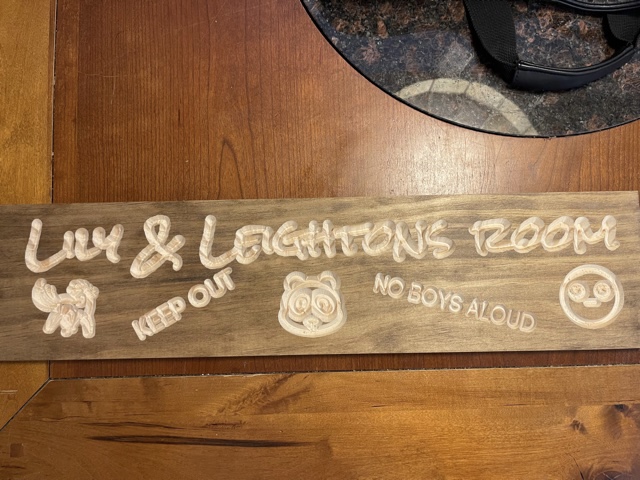 LILY & LEIGHTONS ROOM
KEEP OUT
NO BOYS ALOUD